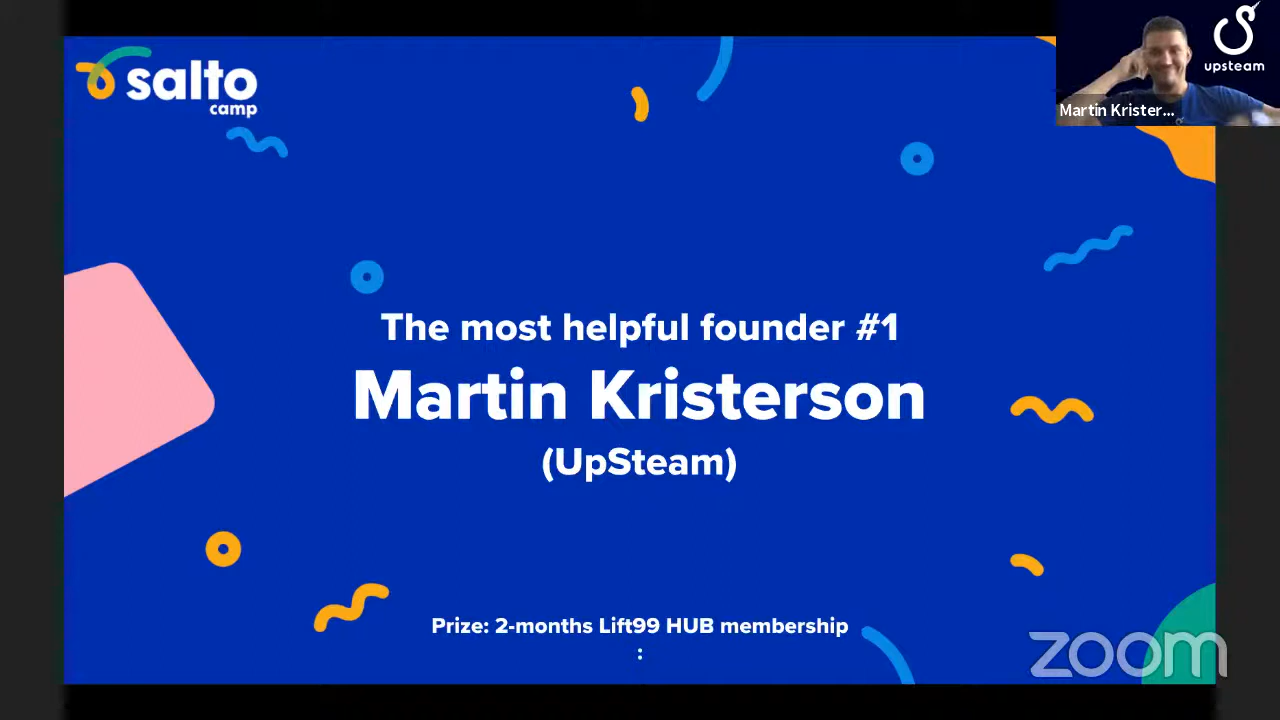 salto
camp
upsteam
Martin Krister...
The most helpful founder #1
Martin Kristerson
(UpSteam)
Prize: 2-months Lift99 HUB membership
:
zoom